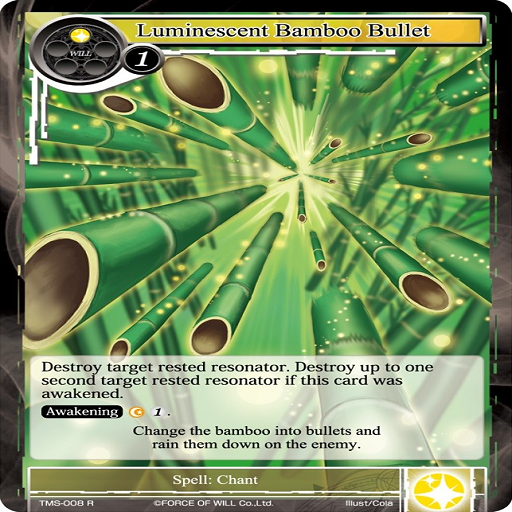 Luminescent Bamboo Bullet
WILL
1
Destroy target rested resonator. Destroy up to one
second target rested resonator if this card was
awakened.
Awakening 1 .
Change the bamboo into bullets and
rain them down on the enemy.
Spell: Chant
TMS-008 R ©FORCE OF WILL Co.,Ltd. Illust/Cola